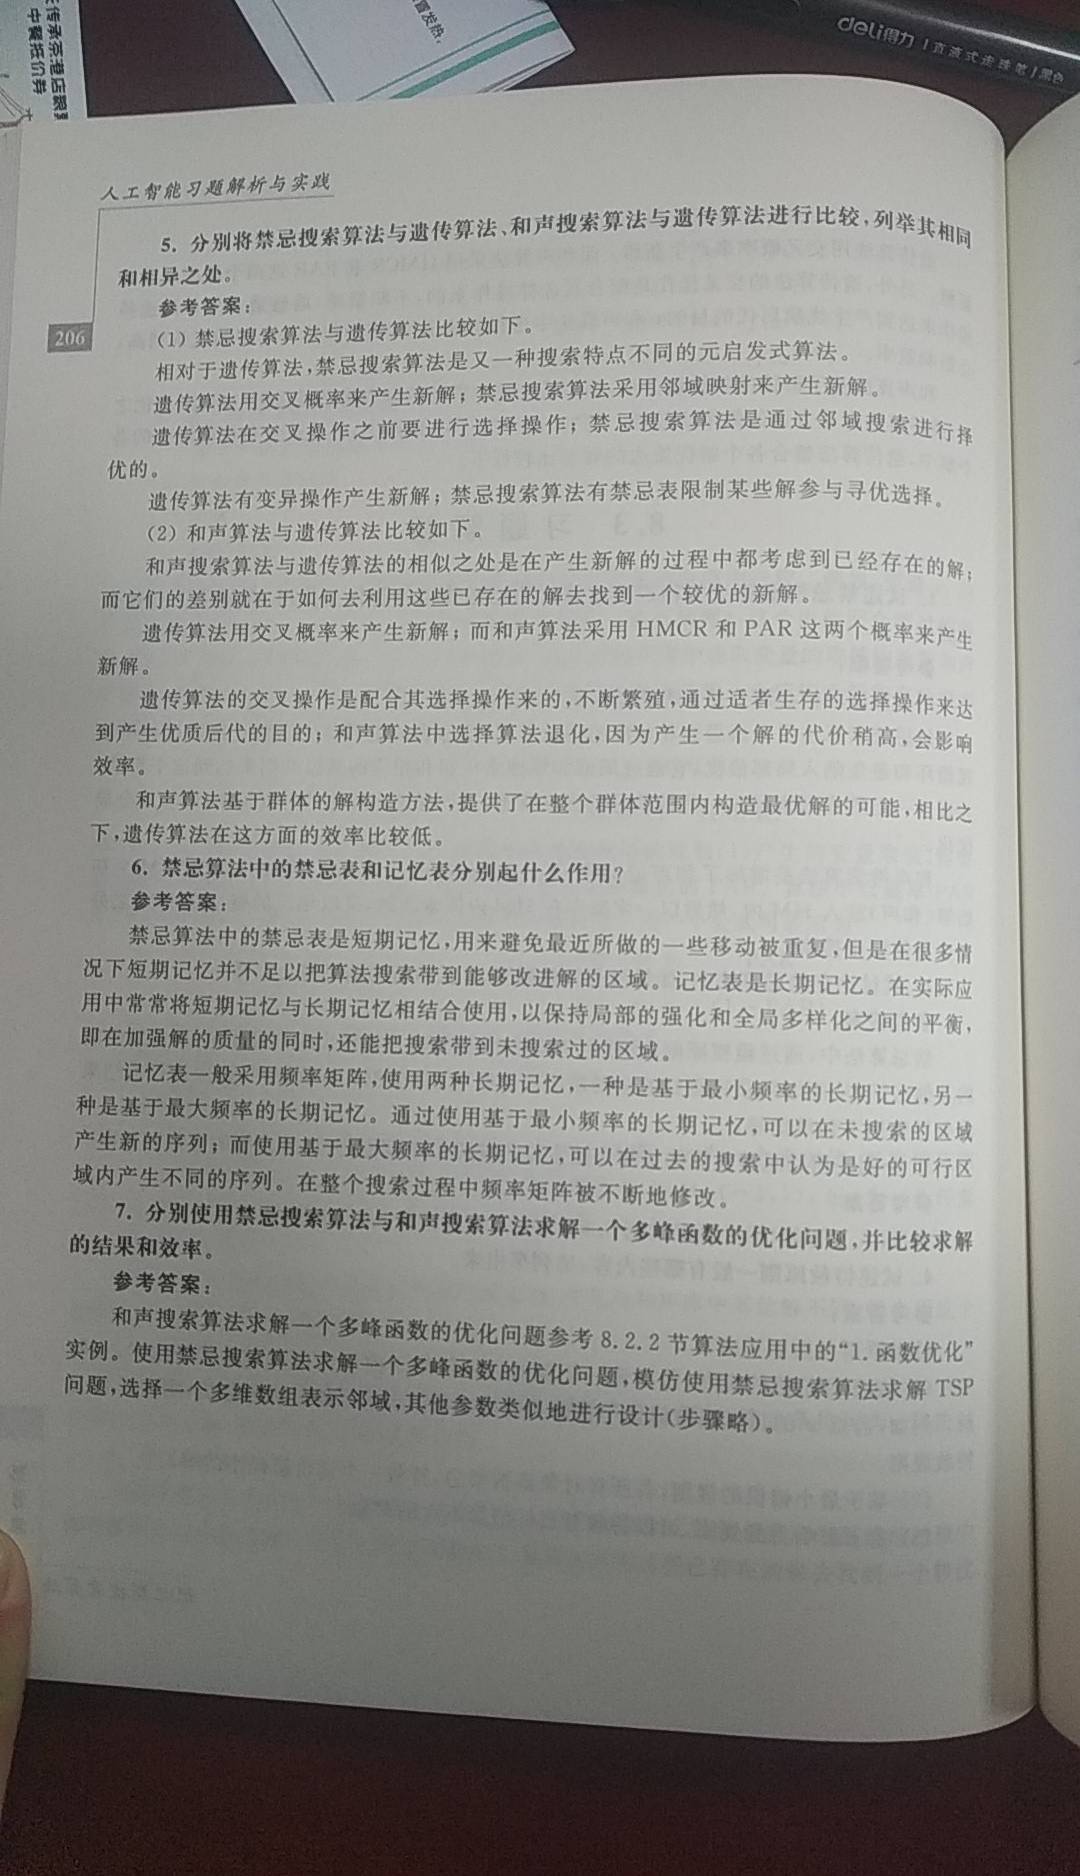 中餐抵价券
deli得力 | 直液式走珠笔 | 黑色
人工智能习题解析与实践
206
5. 分别将禁忌搜索算法与遗传算法、和声搜索算法与遗传算法进行比较,列举其相同
和相异之处。
参考答案:
(1) 禁忌搜索算法与遗传算法比较如下。
相对于遗传算法,禁忌搜索算法是又一种搜索特点不同的元启发式算法。
遗传算法用交叉概率来产生新解;禁忌搜索算法采用邻域映射来产生新解。
遗传算法在交叉操作之前要进行选择操作;禁忌搜索算法是通过邻域搜索进行择
优的。
遗传算法有变异操作产生新解;禁忌搜索算法有禁忌表限制某些解参与寻优选择。
(2) 和声算法与遗传算法比较如下。
和声搜索算法与遗传算法的相似之处是在产生新解的过程中都考虑到已经存在的解;
而它们的差别就在于如何去利用这些已存在的解去找到一个较优的新解。
遗传算法用交叉概率来产生新解;而和声算法采用 HMCR 和 PAR 这两个概率来产生
新解。
遗传算法的交叉操作是配合其选择操作来的,不断繁殖,通过适者生存的选择操作来达
到产生优质后代的目的;和声算法中选择算法退化,因为产生一个解的代价稍高,会影响
效率。
和声算法基于群体的解构造方法,提供了在整个群体范围内构造最优解的可能,相比之
下,遗传算法在这方面的效率比较低。
6. 禁忌算法中的禁忌表和记忆表分别起什么作用?
参考答案:
禁忌算法中的禁忌表是短期记忆,用来避免最近所做的一些移动被重复,但是在很多情
况下短期记忆并不足以把算法搜索带到能够改进解的区域。记忆表是长期记忆。在实际应
用中常常将短期记忆与长期记忆相结合使用,以保持局部的强化和全局多样化之间的平衡,
即在加强解的质量的同时,还能把搜索带到未搜索过的区域。
记忆表一般采用频率矩阵,使用两种长期记忆,一种是基于最小频率的长期记忆,另一
种是基于最大频率的长期记忆。通过使用基于最小频率的长期记忆,可以在未搜索的区域
产生新的序列;而使用基于最大频率的长期记忆,可以在过去的搜索中认为是好的可行区
域内产生不同的序列。在整个搜索过程中频率矩阵被不断地修改。
7. 分别使用禁忌搜索算法与和声搜索算法求解一个多峰函数的优化问题,并比较求解
的结果和效率。
参考答案:
和声搜索算法求解一个多峰函数的优化问题参考 8.2.2 节算法应用中的“1. 函数优化”
实例。使用禁忌搜索算法求解一个多峰函数的优化问题,模仿使用禁忌搜索算法求解 TSP
问题,选择一个多维数组表示邻域,其他参数类似地进行设计(步骤略)。